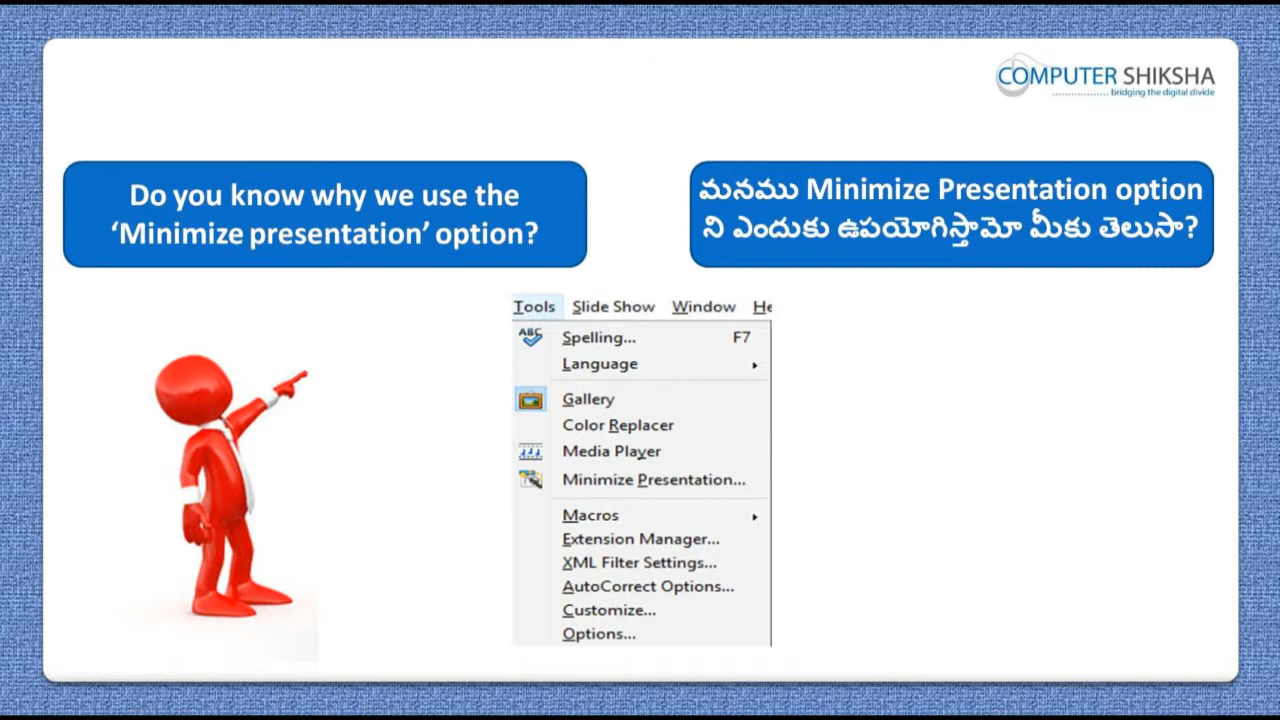 COMPUTER SHIKSHA
bridging the digital divide
Do you know why we use the
‘Minimize presentation’ option?
మనము Minimize Presentation option
ని ఎందుకు ఉపయోగిస్తామో మీకు తెలుసా?
Tools Slide Show Window He
ABC Spelling... F7
Language
Gallery
Color Replacer
Media Player
Minimize Presentation...
Macros
Extension Manager...
XML Filter Settings...
AutoCorrect Options...
Customize...
Options...